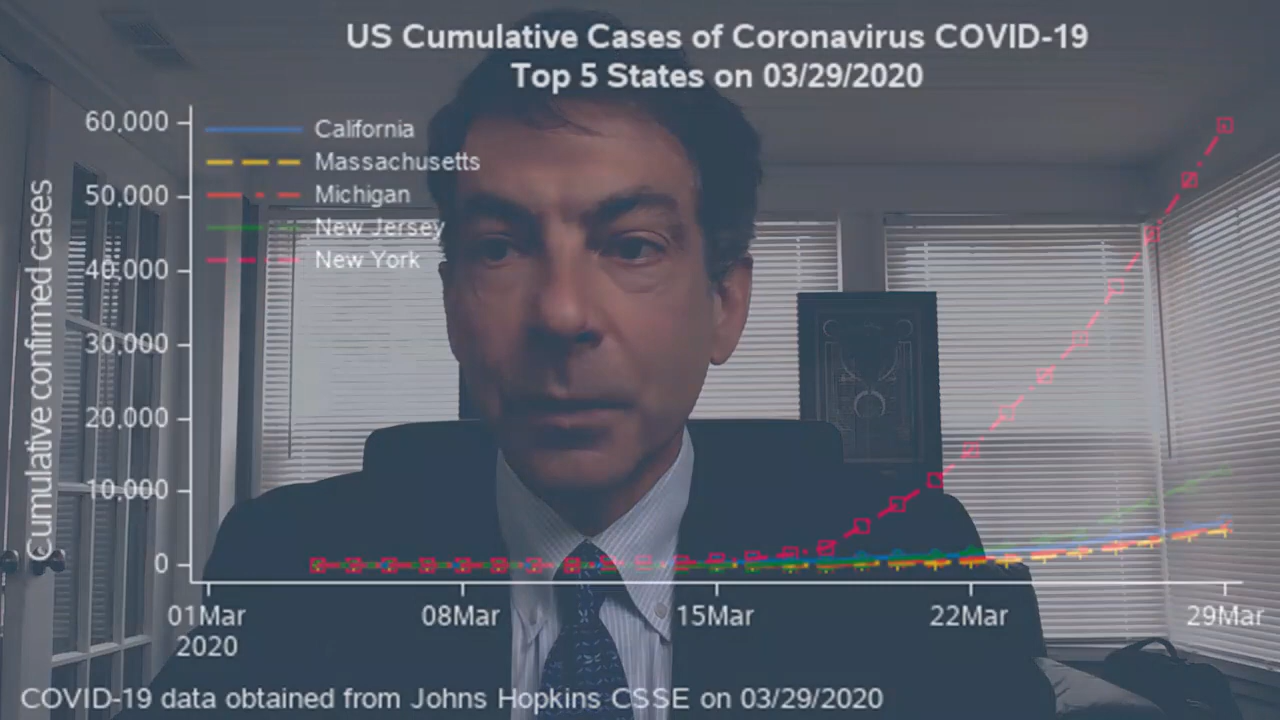 US Cumulative Cases of Coronavirus COVID-19
Top 5 States on 03/29/2020
60,000
50,000
40,000
30,000
20,000
10,000
0
Cumulative confirmed cases
California
Massachusetts
Michigan
New Jersey
New York
01Mar 08Mar 15Mar 22Mar 29Mar
2020
COVID-19 data obtained from Johns Hopkins CSSE on 03/29/2020